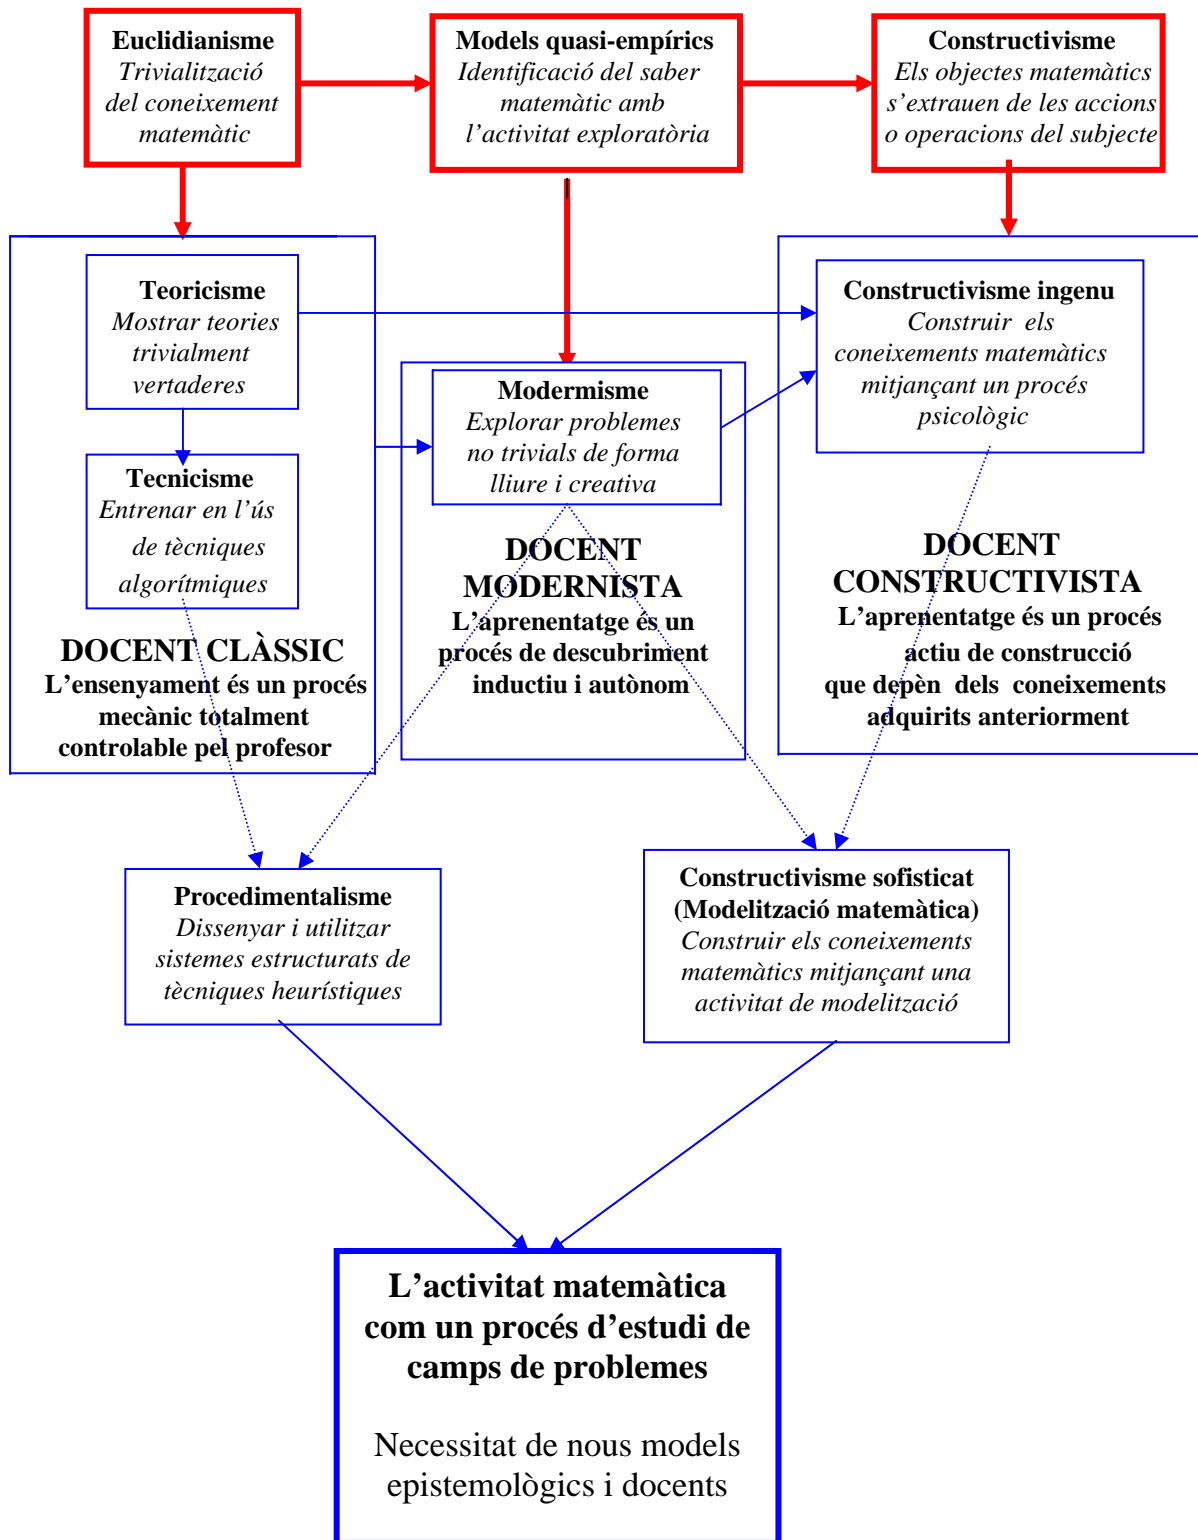 Euclidianisme
Trivialització
del coneixement
matemàtic
Models quasi-empírics
Identificació del saber
matemàtic amb
l’activitat exploratòria
Constructivisme
Els objectes matemàtics
s’extrauen de les accions
o operacions del subjecte
Teoricisme
Mostrar teories
trivialment
vertaderes
Tecnicisme
Entrenar en l’ús
de tècniques
algorítmiques
DOCENT CLÀSSIC
L’ensenyament és un procés
mecànic totalment
controlable pel profesor
Modermisme
Explorar problemes
no trivials de forma
lliure i creativa
DOCENT
MODERNISTA
L’aprenentatge és un
procés de descubriment
inductiu i autònom
Constructivisme ingenu
Construir els
coneixements matemàtics
mitjançant un procés
psicològic
DOCENT
CONSTRUCTIVISTA
L’aprenentatge és un procés
actiu de construcció
que depèn dels coneixements
adquirits anteriorment
Procedimentalisme
Dissenyar i utilitzar
sistemes estructurats de
tècniques heurístiques
Constructivisme sofisticat
(Modelització matemàtica)
Construir els coneixements
matemàtics mitjançant una
activitat de modelització
L’activitat matemàtica
com un procés d’estudi de
camps de problemes
Necessitat de nous models
epistemològics i docents